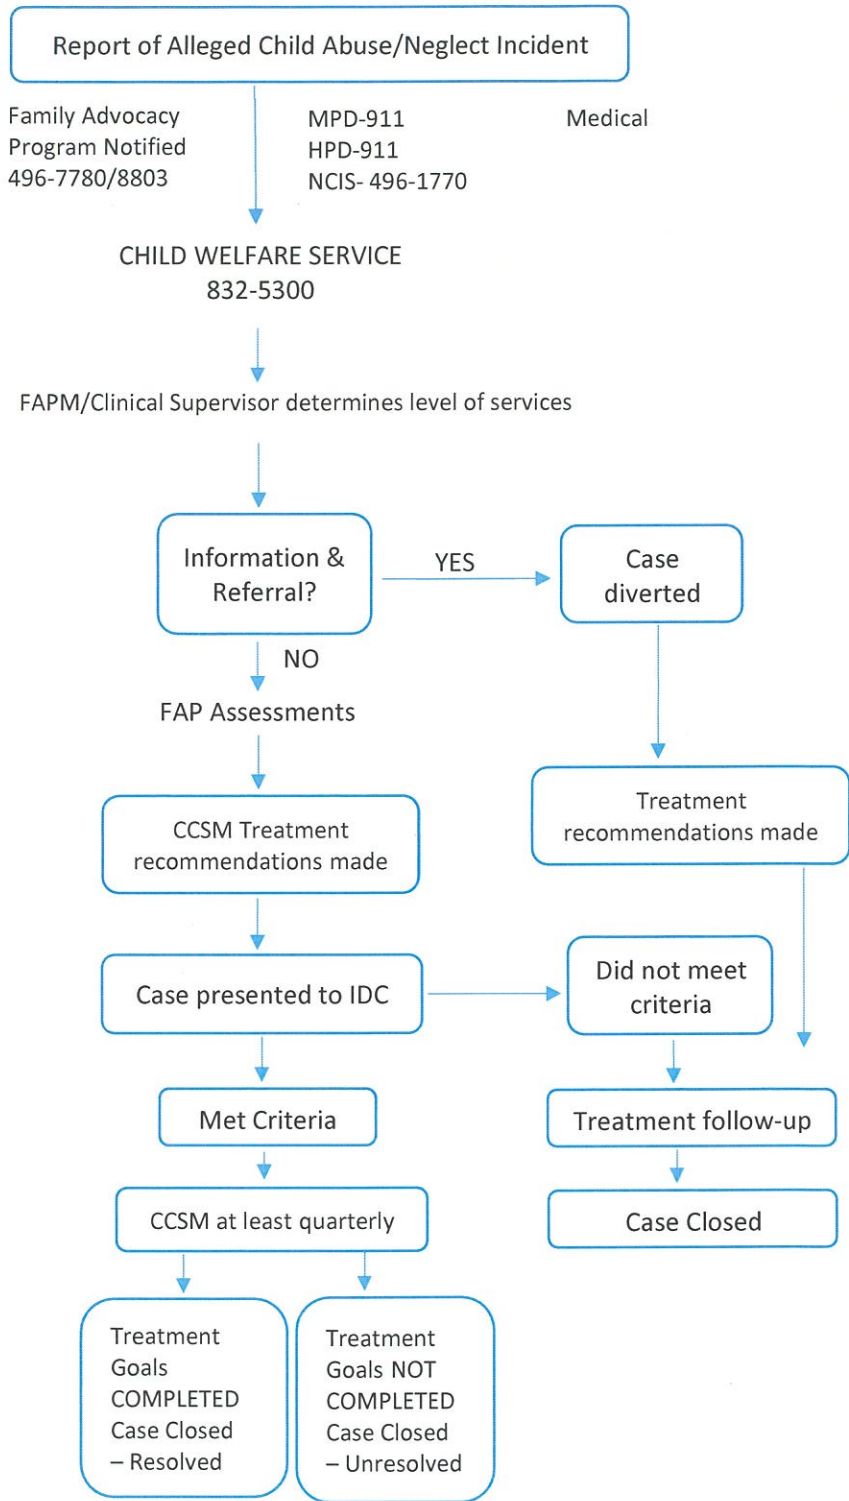 Report of Alleged Child Abuse/Neglect Incident
Family Advocacy
Program Notified
496-7780/8803
MPD-911
HPD-911
NCIS- 496-1770
Medical
CHILD WELFARE SERVICE
832-5300
FAPM/Clinical Supervisor determines level of services
Information &
Referral?
YES
Case
diverted
NO
FAP Assessments
Treatment
recommendations made
CCSM Treatment
recommendations made
Case presented to IDC
Did not meet
criteria
Met Criteria
Treatment follow-up
CCSM at least quarterly
Case Closed
Treatment
Goals
COMPLETED
Case Closed
– Resolved
Treatment
Goals NOT
COMPLETED
Case Closed
– Unresolved